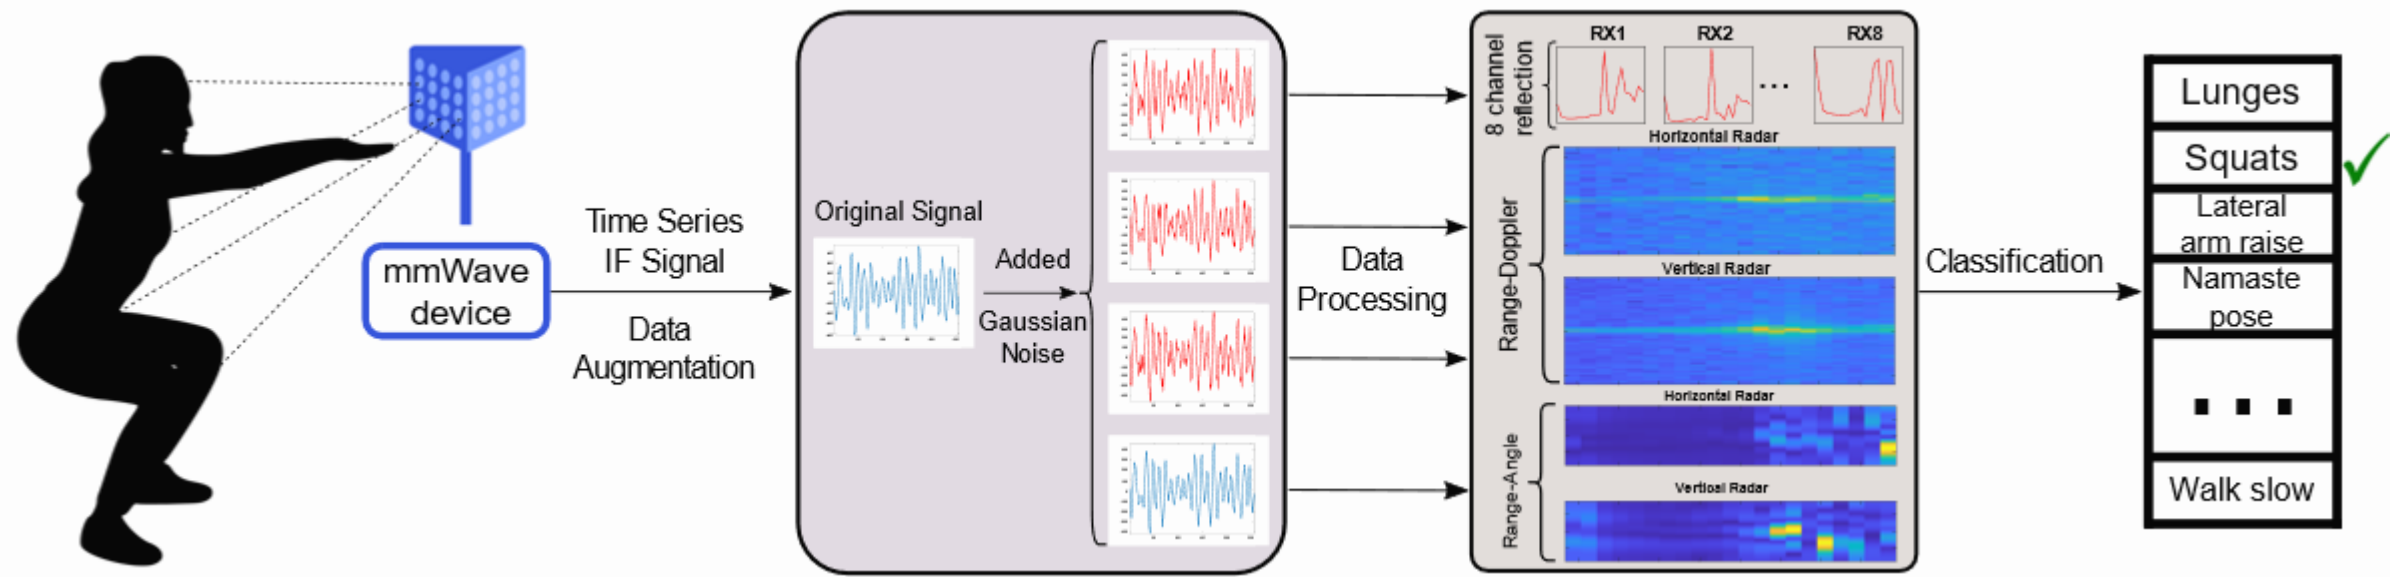 mmWave
device
Time Series
IF Signal
Data
Augmentation
Original Signal
Added
Gaussian
Noise
Data
Processing
8 channel
reflection
RX1
RX2
RX8
...
Horizontal Radar
Range-Doppler
Vertical Radar
Horizontal Radar
Range-Angle
Vertical Radar
Classification
Lunges
Squats
Lateral
arm raise
Namaste
pose
...
Walk slow